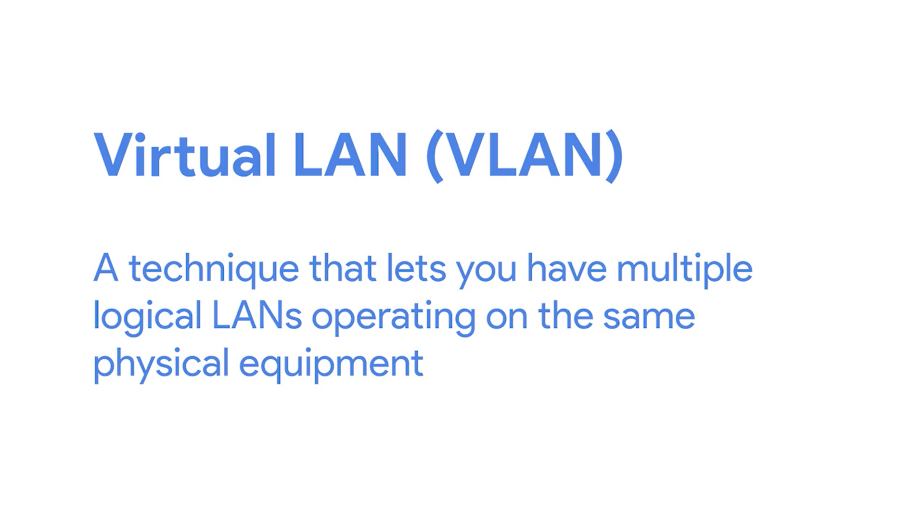 Virtual LAN (VLAN)
A technique that lets you have multiple
logical LANs operating on the same
physical equipment